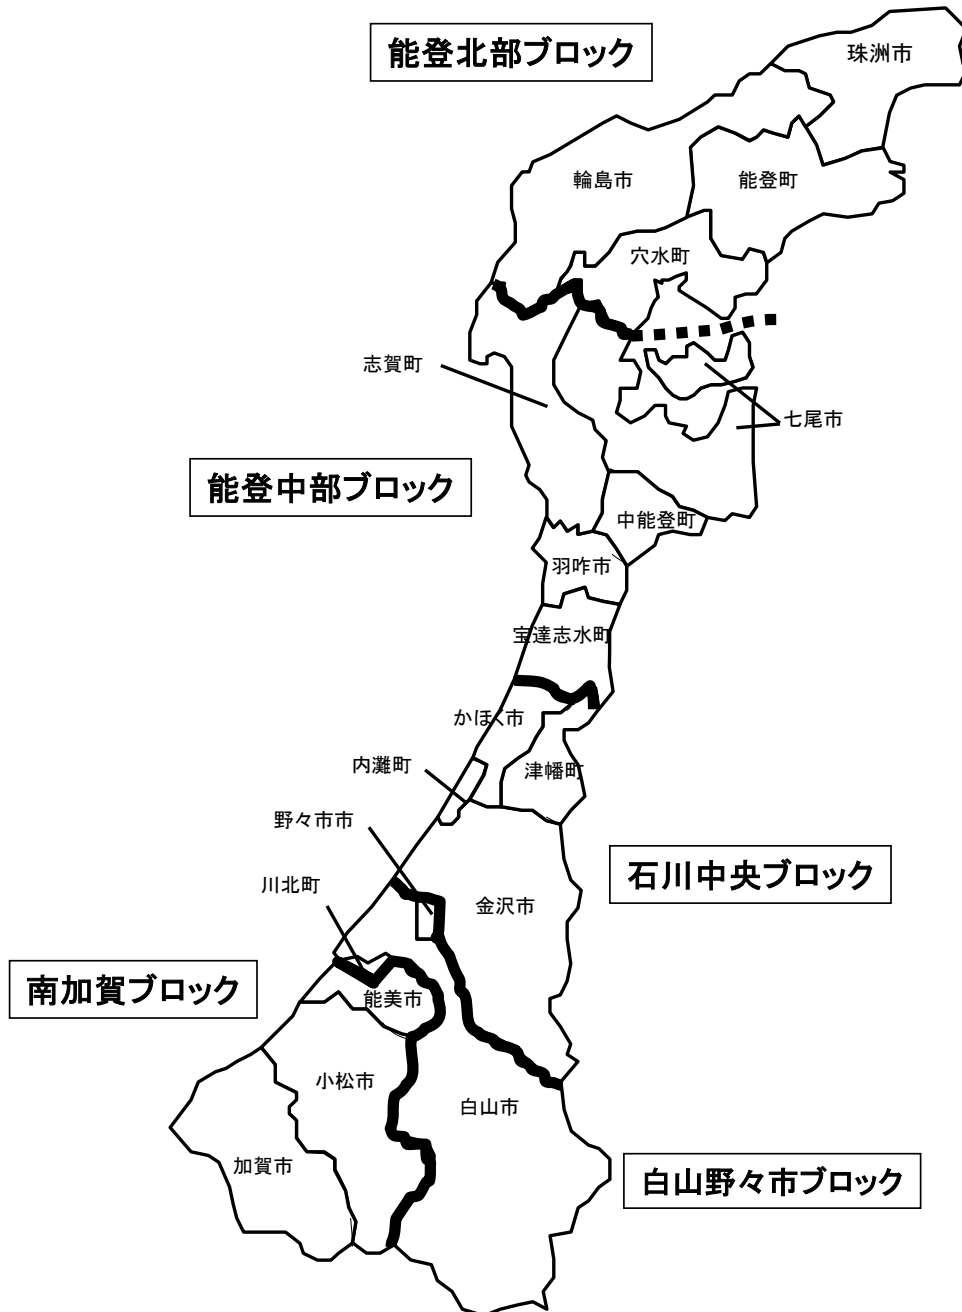 能登北部ブロック
珠洲市
輪島市
能登町
穴水町
志賀町
七尾市
能登中部ブロック
中能登町
羽咋市
宝達志水町
かほく市
内灘町
津幡町
野々市市
石川中央ブロック
川北町
金沢市
南加賀ブロック
能美市
小松市
白山市
加賀市
白山野々市ブロック